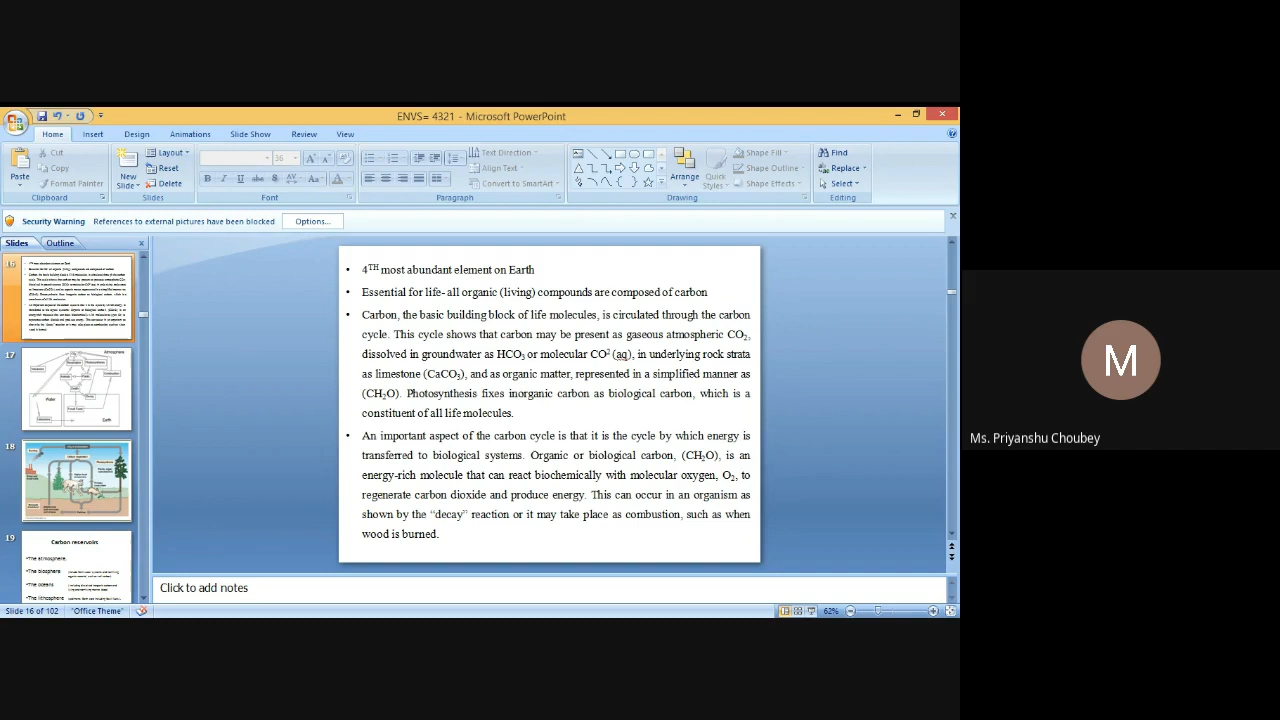 ENVS= 4321 - Microsoft PowerPoint
Home Insert Design Animations Slide Show Review View
Paste
Cut
Copy
Format Painter
Clipboard
New Slide
Layout
Reset
Delete
Slides
36
Font
Text Direction
Align Text
Convert to SmartArt
Paragraph
Arrange
Quick Styles
Shape Fill
Shape Outline
Shape Effects
Drawing
Find
Replace
Select
Editing
Security Warning References to external pictures have been blocked Options...
Slides Outline
16
17
18
19
Carbon reservoirs
•The atmosphere.
•The biosphere
•The oceans
•The lithosphere
• 4TH most abundant element on Earth
• Essential for life- all organic (living) compounds are composed of carbon
• Carbon, the basic building block of life molecules, is circulated through the carbon
cycle. This cycle shows that carbon may be present as gaseous atmospheric CO2,
dissolved in groundwater as or molecular CO2 (aq), in underlying rock strata
as limestone (CaCO3), and as organic matter, represented in a simplified manner as
(CH2O). Photosynthesis fixes inorganic carbon as biological carbon, which is a
constituent of all life molecules.
• An important aspect of the carbon cycle is that it is the cycle by which energy is
transferred to biological systems. Organic or biological carbon, (CH2O), is an
energy-rich molecule that can react biochemically with molecular oxygen, O2, to
regenerate carbon dioxide and produce energy. This can occur in an organism as
shown by the “decay” reaction or it may take place as combustion, such as when
wood is burned.
Click to add notes
Slide 16 of 102 "Office Theme" 62%
M
Ms. Priyanshu Choubey